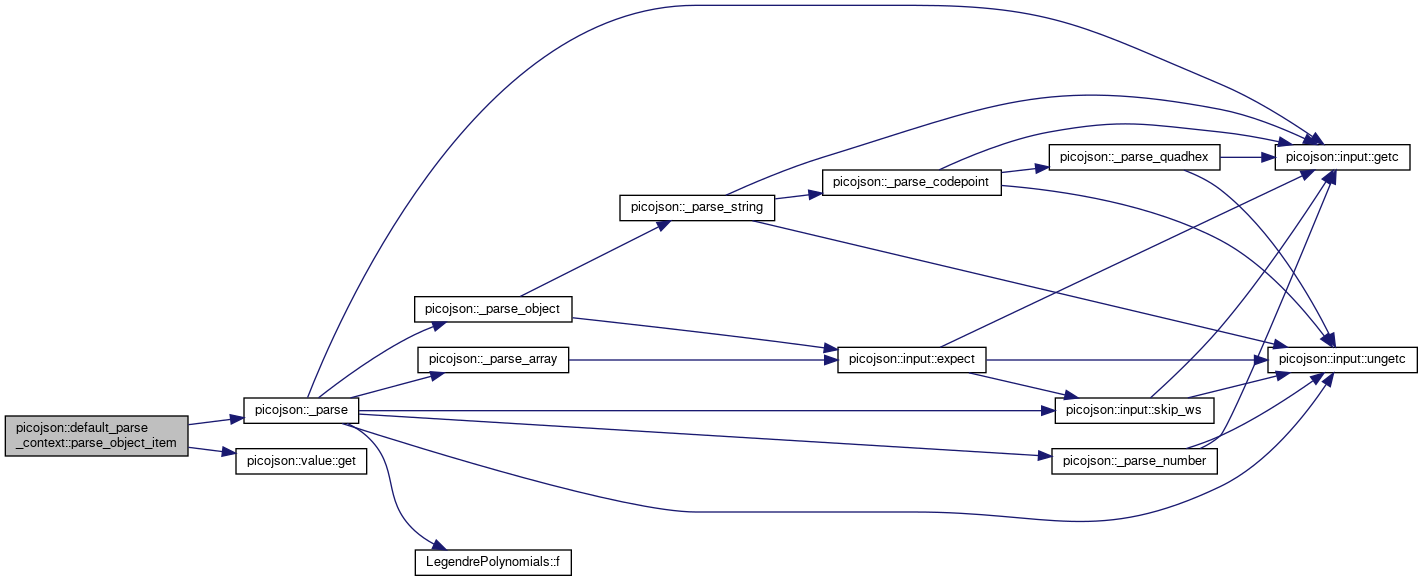 picojson::input::getc
picojson::_parse_quadhex
picojson::_parse_codepoint
picojson::_parse_string
picojson::_parse_object
picojson::_parse_array
picojson::input::expect
picojson::input::ungetc
picojson::_parse
picojson::input::skip_ws
picojson::default_parse
_context::parse_object_item
picojson::value::get
picojson::_parse_number
LegendrePolynomials::f